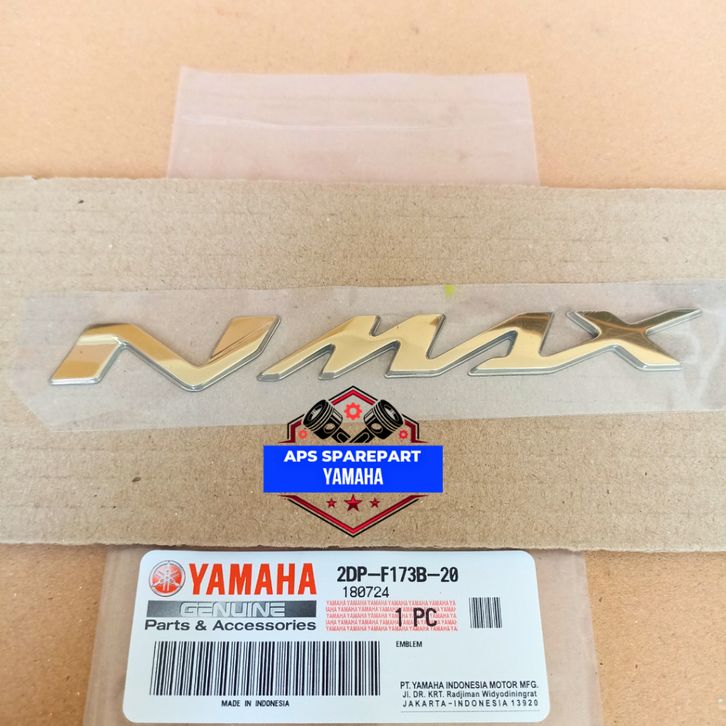 NMAX
APS SPAREPART
YAMAHA
YAMAHA
GENUINE
Parts & Accessories
2DP-F173B-20
180724
1 PC
EMBLEM
MADE IN INDONESIA
PT. YAMAHA INDONESIA MOTOR MFG.
Jl. DR. KRT. Radjiman Widyodiningrat
JAKARTA-INDONESIA 13920